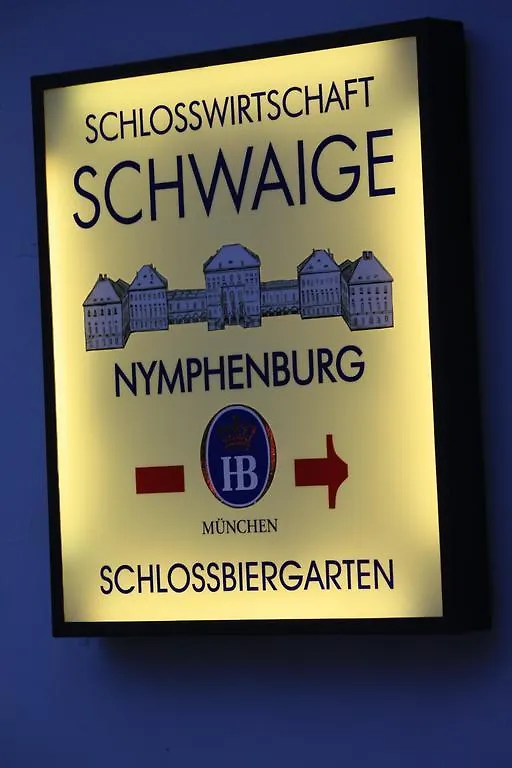 SCHLOSSWIRTSCHAFT
SCHWAIGE
NYMPHENBURG
HB
MÜNCHEN
SCHLOSSBIERGARTEN